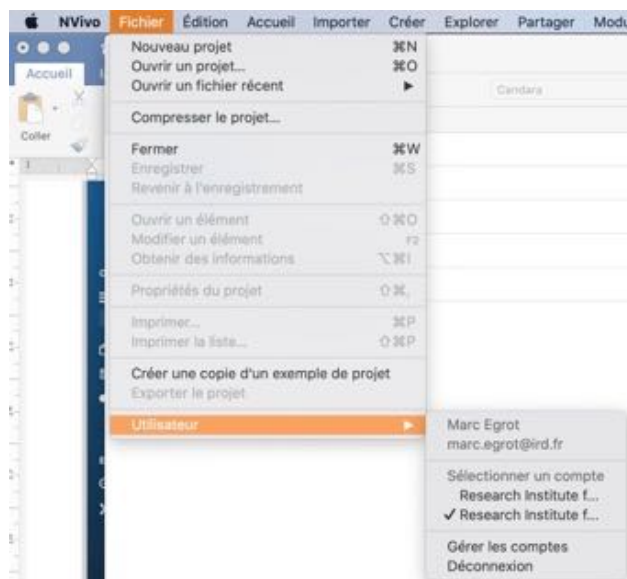 NVivo Fichier Édition Accueil Importer Créer Explorer Partager Modu
Accueil
Candara
Coller
1
Nouveau projet ⌘N
Ouvrir un projet... ⌘O
Ouvrir un fichier récent ▶
Compresser le projet...
Fermer ⌘W
Enregistrer ⌘S
Revenir à l'enregistrement
Ouvrir un élément ⇧⌘O
Modifier un élément F2
Obtenir des informations ⌥⌘I
Propriétés du projet ⇧⌘,
Imprimer... ⌘P
Imprimer la liste... ⇧⌘P
Créer une copie d'un exemple de projet
Exporter le projet
Utilisateur ▶
Marc Egrot
marc.egrot@ird.fr
Sélectionner un compte
Research Institute f...
✓ Research Institute f...
Gérer les comptes
Déconnexion